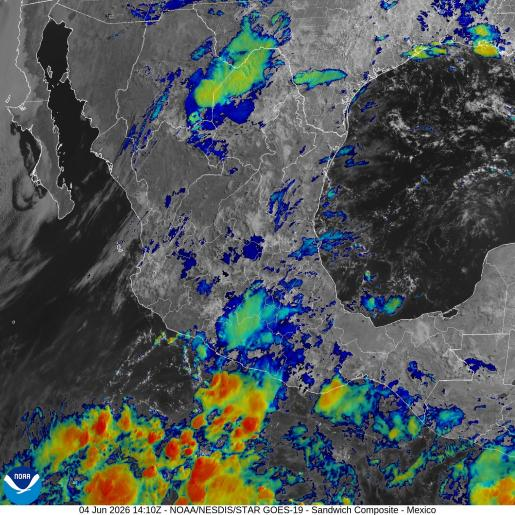 NOAA
04 Jun 2026 14:10Z - NOAA/NESDIS/STAR GOES-19 - Sandwich Composite - Mexico